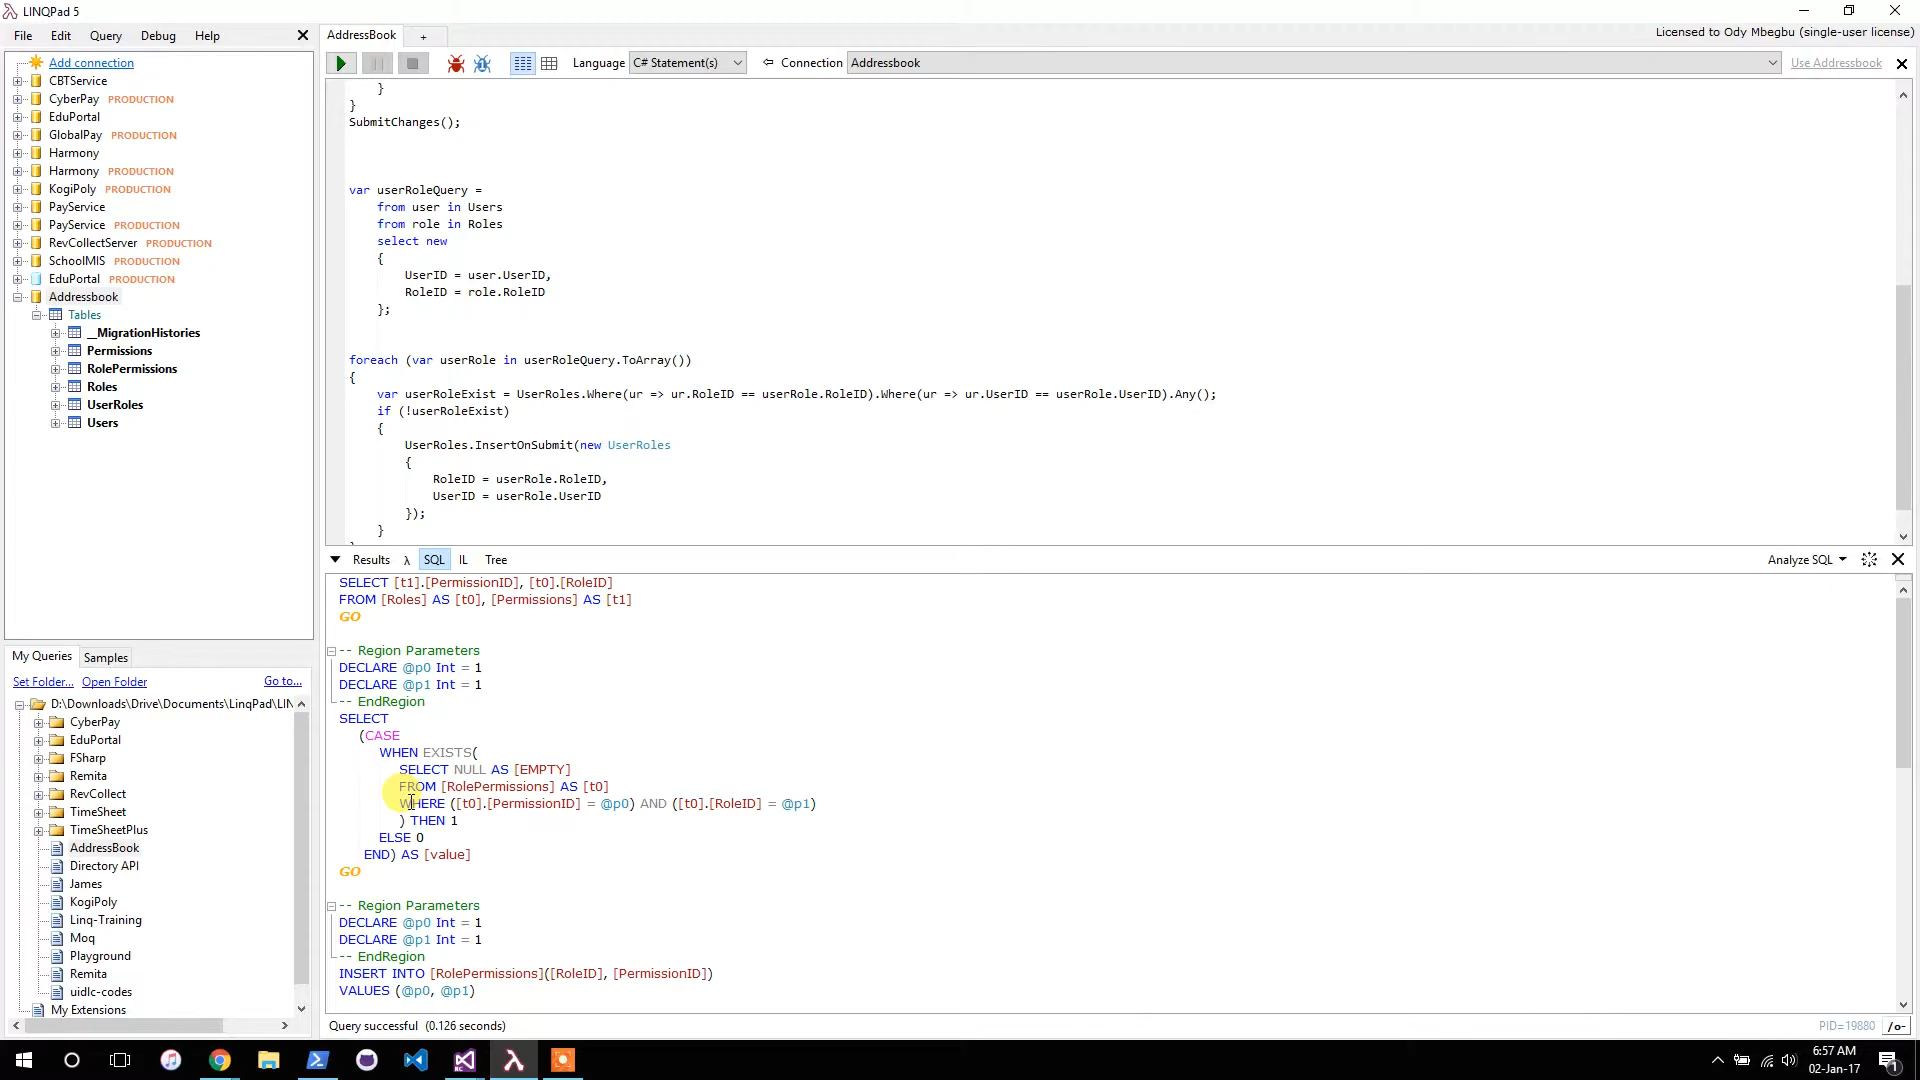 LINQPad 5
File Edit Query Debug Help
AddressBook +
Licensed to Ody Mbegbu (single-user license)
Language C# Statement(s) Connection Addressbook Use Addressbook
Add connection
CBTService
CyberPay PRODUCTION
EduPortal
GlobalPay PRODUCTION
Harmony
Harmony PRODUCTION
KogiPoly PRODUCTION
PayService
PayService PRODUCTION
RevCollectServer PRODUCTION
SchoolMIS PRODUCTION
EduPortal PRODUCTION
Addressbook
Tables
__MigrationHistories
Permissions
RolePermissions
Roles
UserRoles
Users
My Queries Samples
Set Folder... Open Folder Go to...
D:\Downloads\Drive\Documents\LinqPad\LIN
CyberPay
EduPortal
FSharp
Remita
RevCollect
TimeSheet
TimeSheetPlus
AddressBook
Directory API
James
KogiPoly
Linq-Training
Moq
Playground
Remita
uidlc-codes
My Extensions
}
}
SubmitChanges();
var userRoleQuery =
from user in Users
from role in Roles
select new
{
UserID = user.UserID,
RoleID = role.RoleID
};
foreach (var userRole in userRoleQuery.ToArray())
{
var userRoleExist = UserRoles.Where(ur => ur.RoleID == userRole.RoleID).Where(ur => ur.UserID == userRole.UserID).Any();
if (!userRoleExist)
{
UserRoles.InsertOnSubmit(new UserRoles
{
RoleID = userRole.RoleID,
UserID = userRole.UserID
});
}
Results λ SQL IL Tree Analyze SQL
SELECT [t1].[PermissionID], [t0].[RoleID]
FROM [Roles] AS [t0], [Permissions] AS [t1]
GO
-- Region Parameters
DECLARE @p0 Int = 1
DECLARE @p1 Int = 1
-- EndRegion
SELECT
(CASE
WHEN EXISTS(
SELECT NULL AS [EMPTY]
FROM [RolePermissions] AS [t0]
WHERE ([t0].[PermissionID] = @p0) AND ([t0].[RoleID] = @p1)
) THEN 1
ELSE 0
END) AS [value]
GO
-- Region Parameters
DECLARE @p0 Int = 1
DECLARE @p1 Int = 1
-- EndRegion
INSERT INTO [RolePermissions]([RoleID], [PermissionID])
VALUES (@p0, @p1)
Query successful (0.126 seconds)
PID=19880 /o-
6:57 AM
02-Jan-17
1